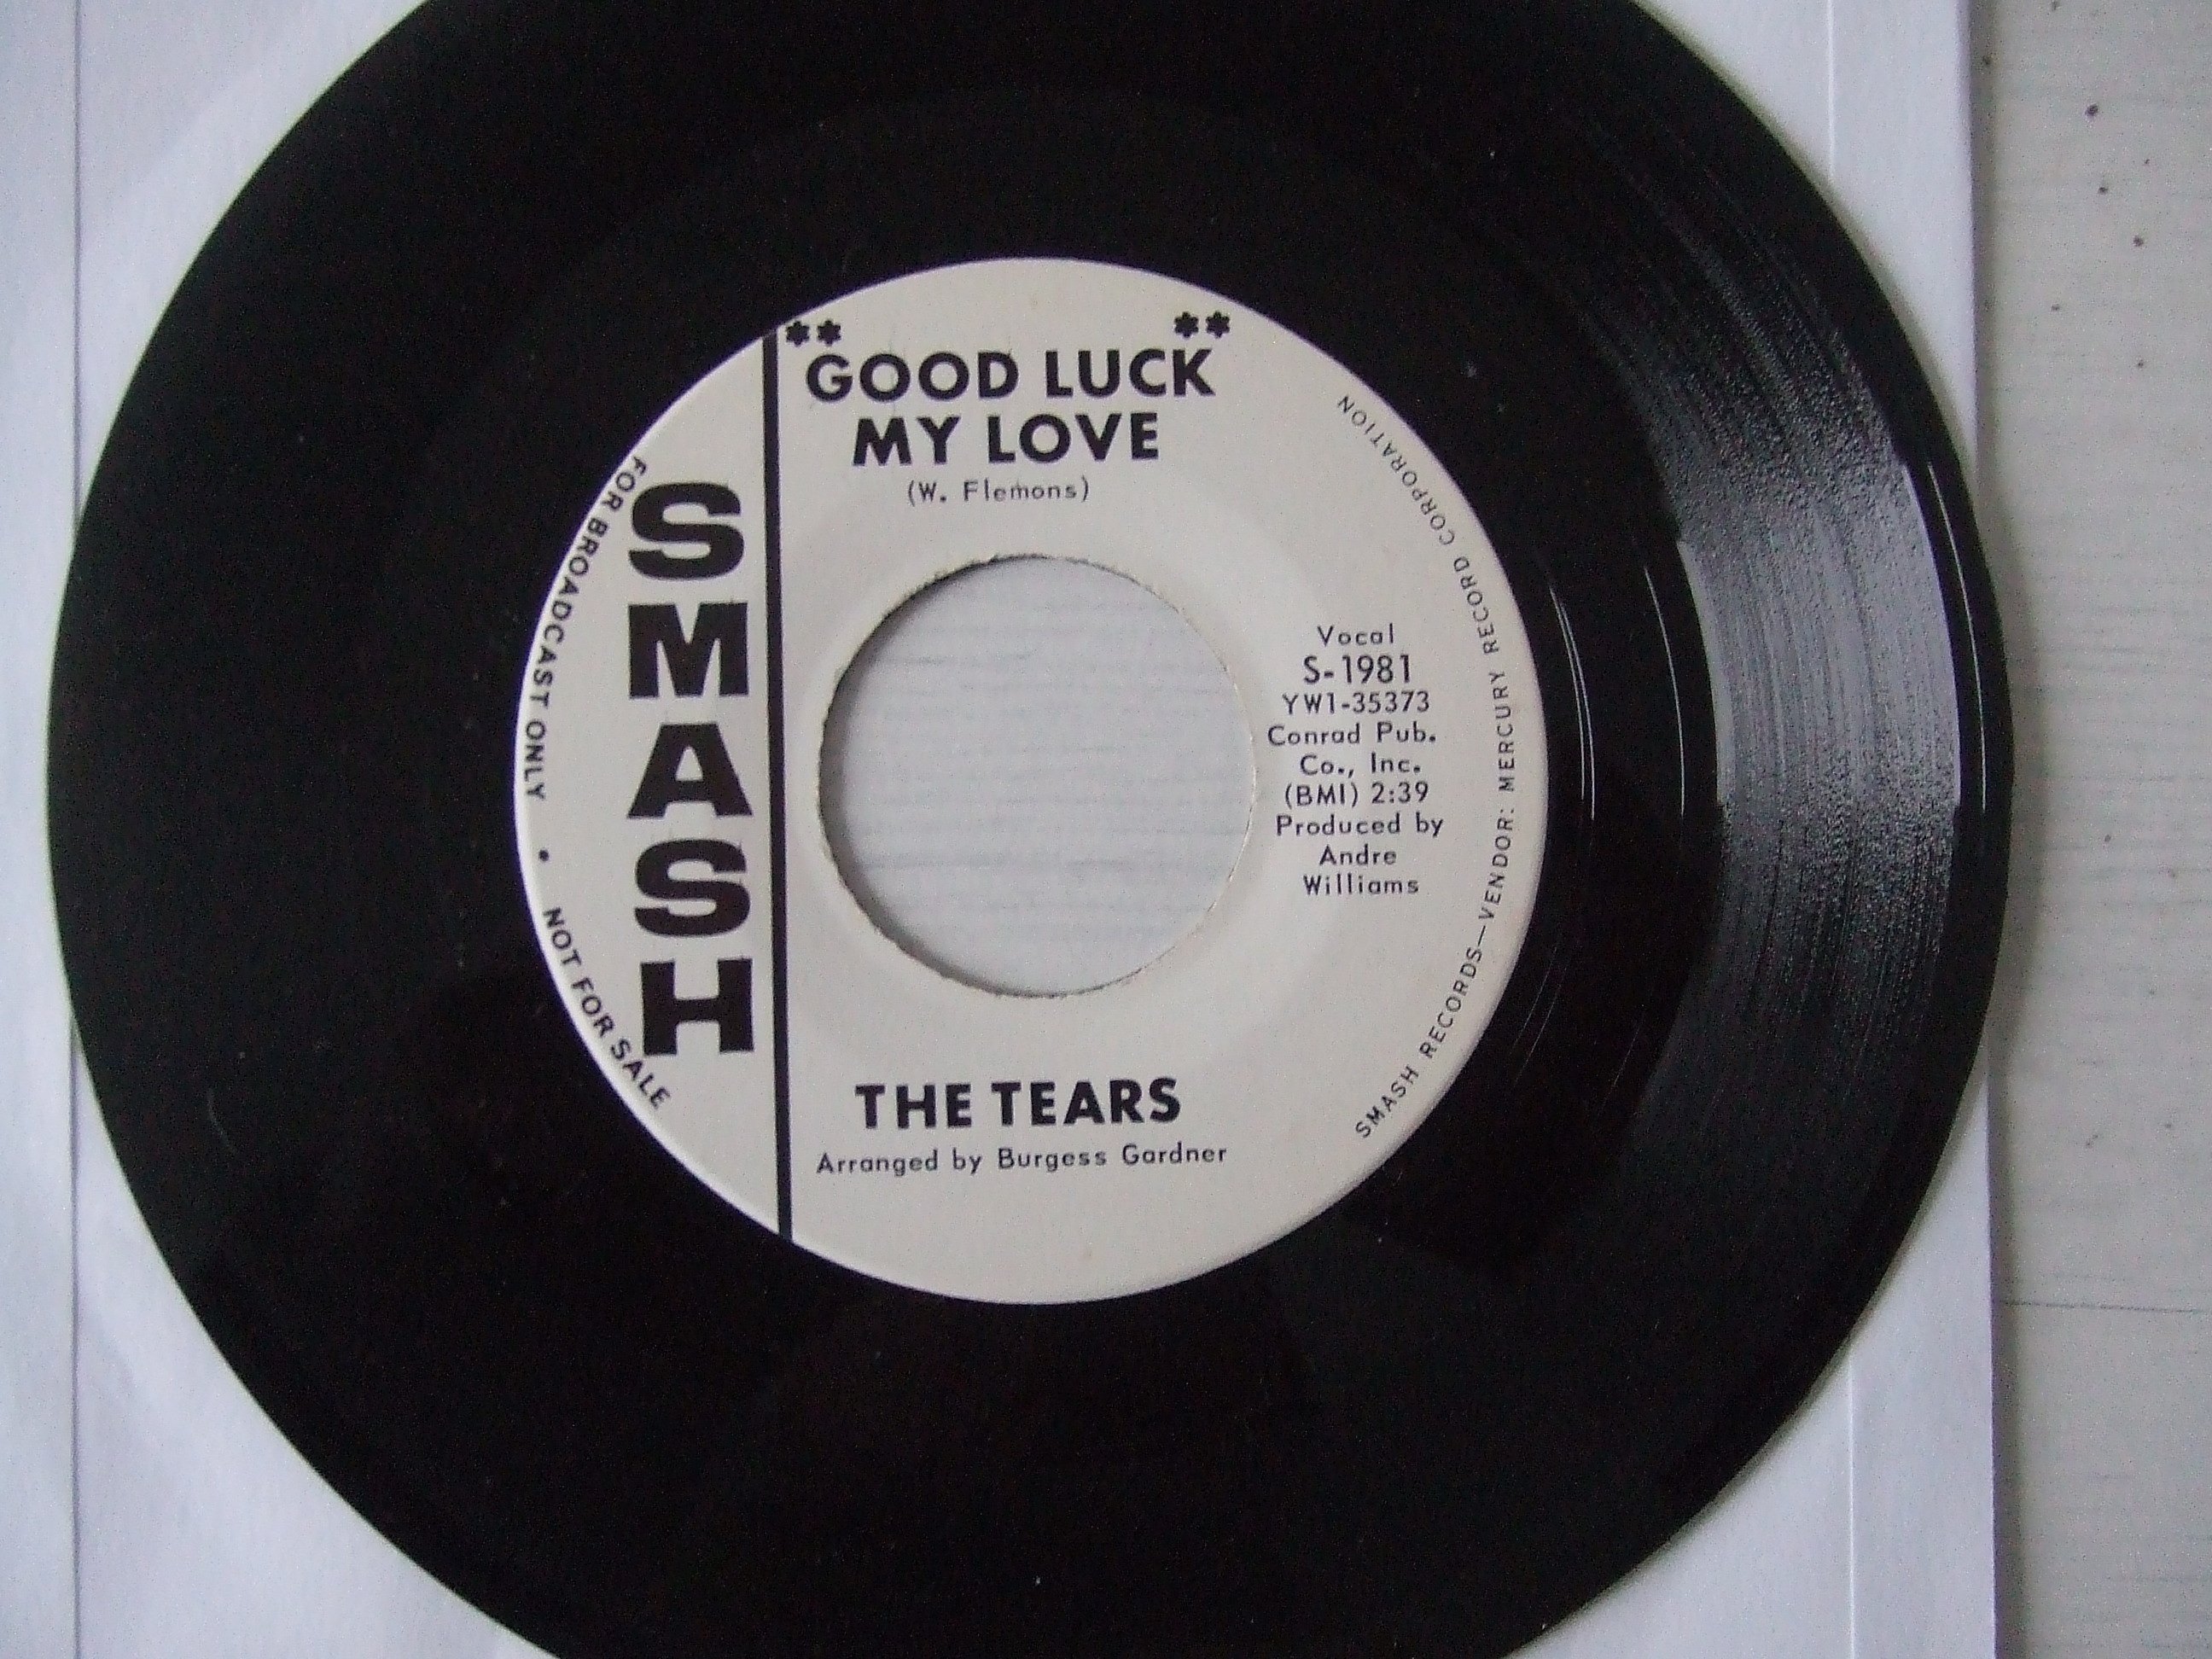 ** **
GOOD LUCK
MY LOVE
(W. Flemons)
SMASH
FOR BROADCAST ONLY • NOT FOR SALE
Vocal
S-1981
YW1-35373
Conrad Pub.
Co., Inc.
(BMI) 2:39
Produced by
Andre
Williams
SMASH RECORDS—VENDOR: MERCURY RECORD CORPORATION
THE TEARS
Arranged by Burgess Gardner